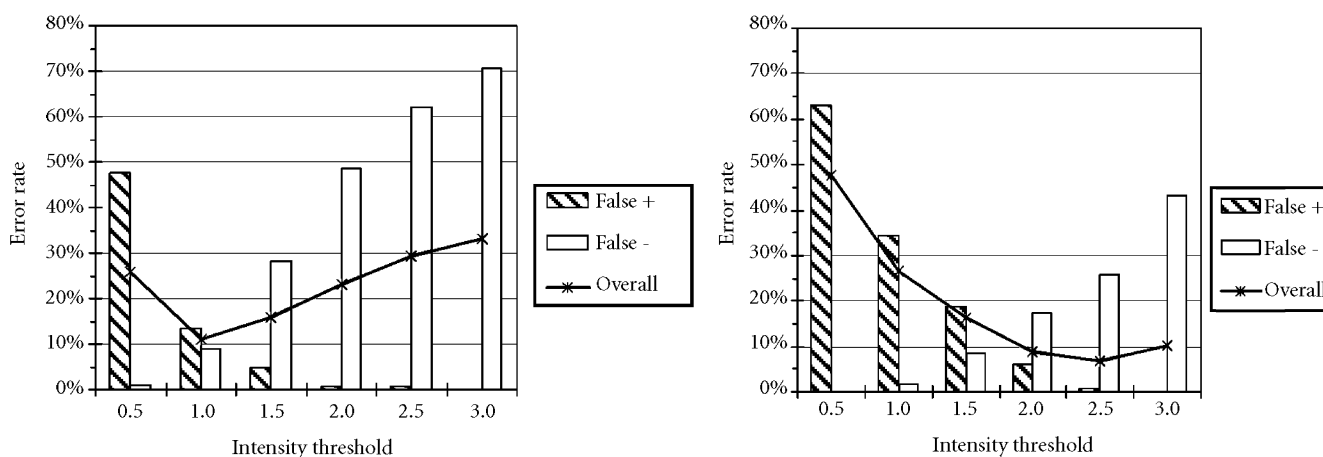 80%
70%
60%
50%
40%
30%
20%
10%
0%
Error rate
0.5 1.0 1.5 2.0 2.5 3.0
Intensity threshold
False +
False -
Overall
80%
70%
60%
50%
40%
30%
20%
10%
0%
Error rate
0.5 1.0 1.5 2.0 2.5 3.0
Intensity threshold
False +
False -
Overall